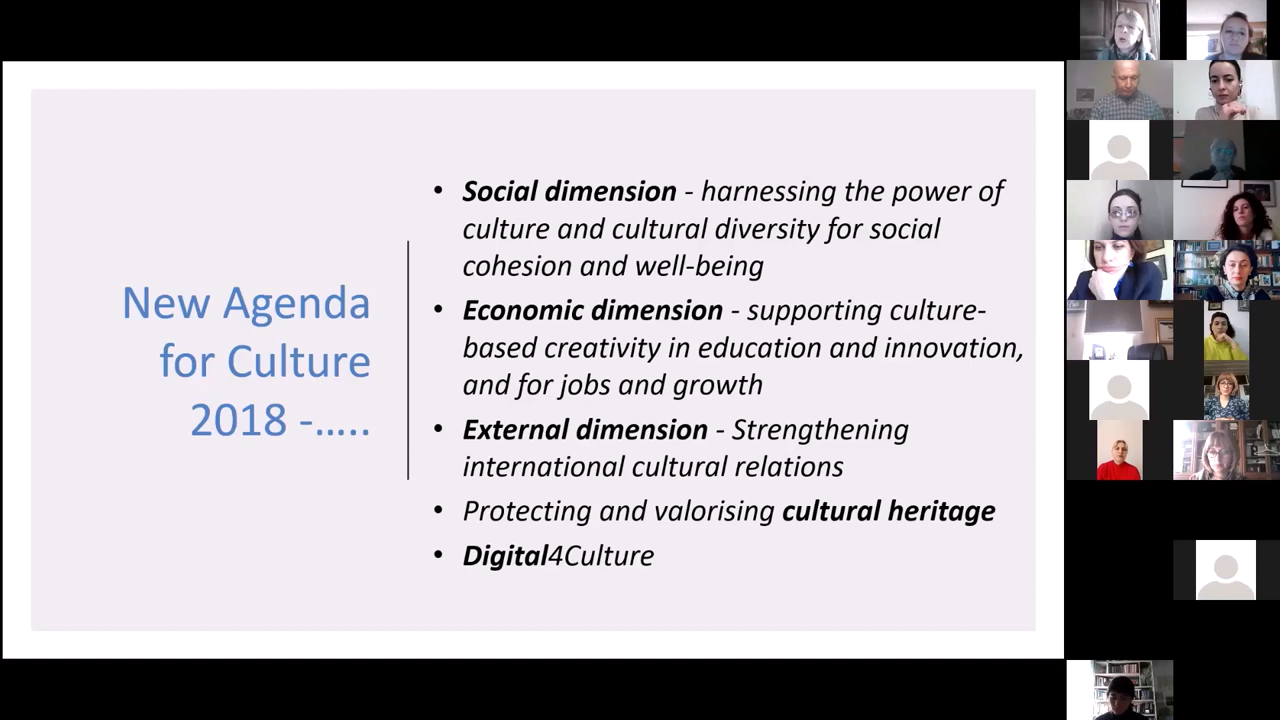 New Agenda
for Culture
2018 -.....
• Social dimension - harnessing the power of
culture and cultural diversity for social
cohesion and well-being
• Economic dimension - supporting culture-
based creativity in education and innovation,
and for jobs and growth
• External dimension - Strengthening
international cultural relations
• Protecting and valorising cultural heritage
• Digital4Culture